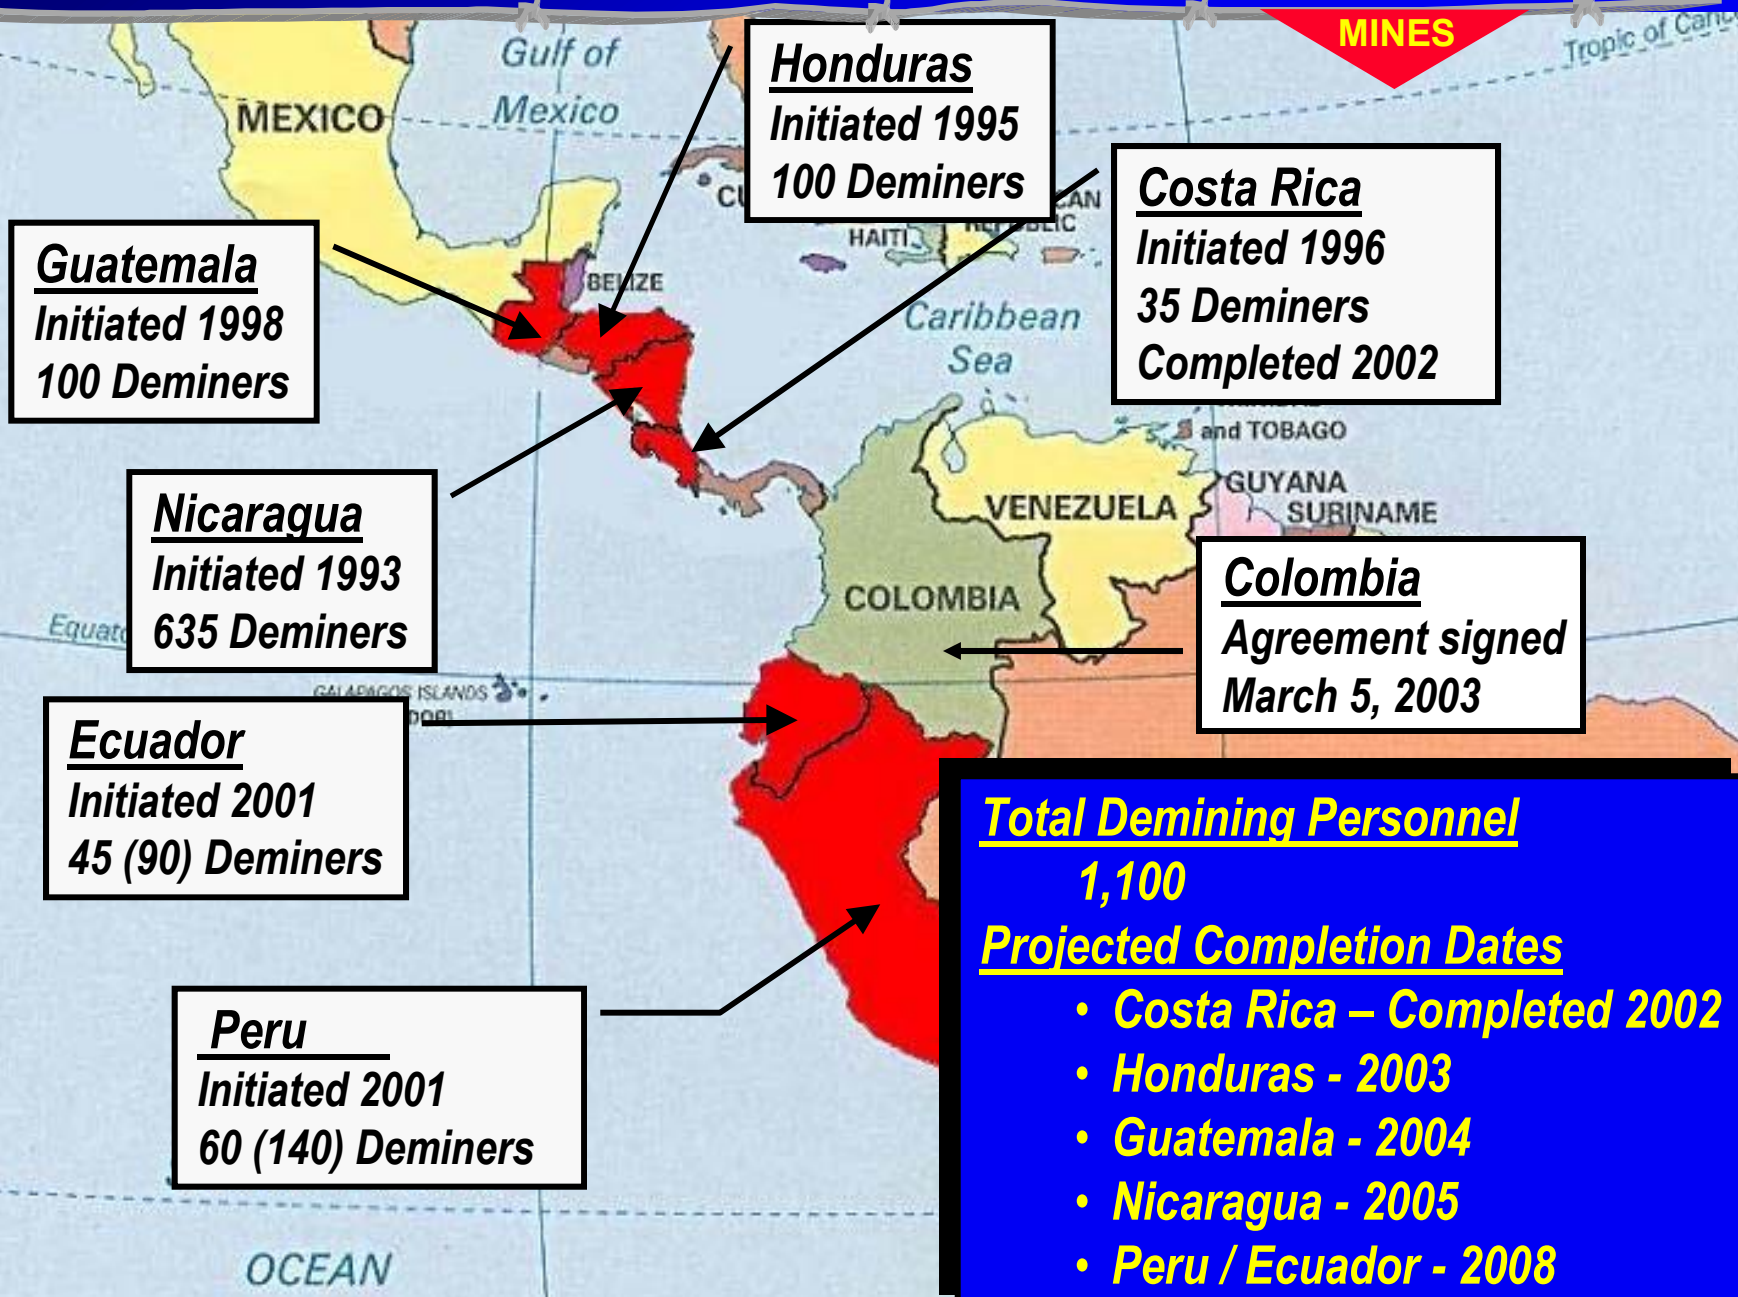 MINES
Tropic of
Gulf of
Mexico
MEXICO
Honduras
Initiated 1995
100 Deminers
Costa Rica
Initiated 1996
35 Deminers
Completed 2002
HAITI
BELIZE
Guatemala
Initiated 1998
100 Deminers
Caribbean
Sea
and TOBAGO
GUYANA
SURINAME
VENEZUELA
Nicaragua
Initiated 1993
635 Deminers
COLOMBIA
Colombia
Agreement signed
March 5, 2003
GALAPAGOS ISLANDS
Ecuador
Initiated 2001
45 (90) Deminers
Peru
Initiated 2001
60 (140) Deminers
Total Demining Personnel
1,100
Projected Completion Dates
• Costa Rica – Completed 2002
• Honduras - 2003
• Guatemala - 2004
• Nicaragua - 2005
• Peru / Ecuador - 2008
OCEAN